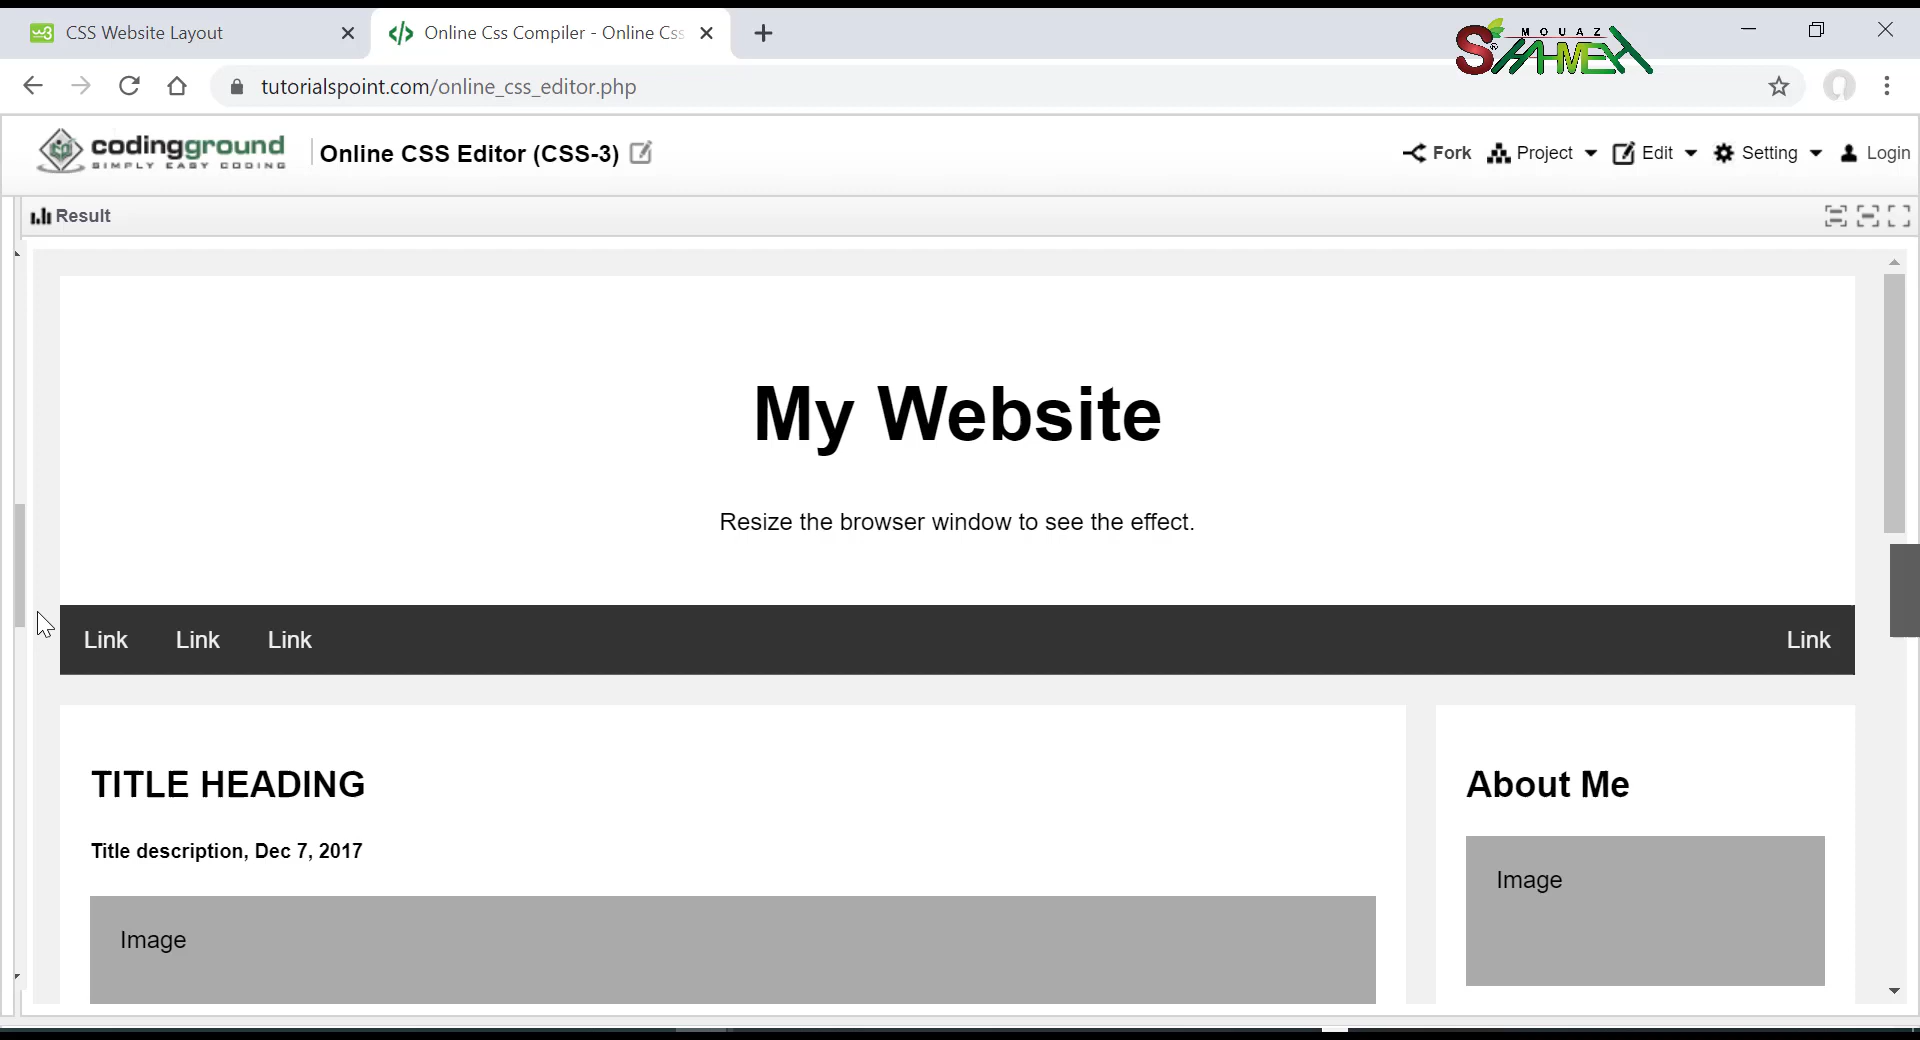 CSS Website Layout
Online Css Compiler - Online Css
MOUAZ
tutorialspoint.com/online_css_editor.php
codingground
SIMPLY EASY CODING
Online CSS Editor (CSS-3)
Fork
Project
Edit
Setting
Login
Result
My Website
Resize the browser window to see the effect.
Link Link Link Link
TITLE HEADING
Title description, Dec 7, 2017
Image
About Me
Image